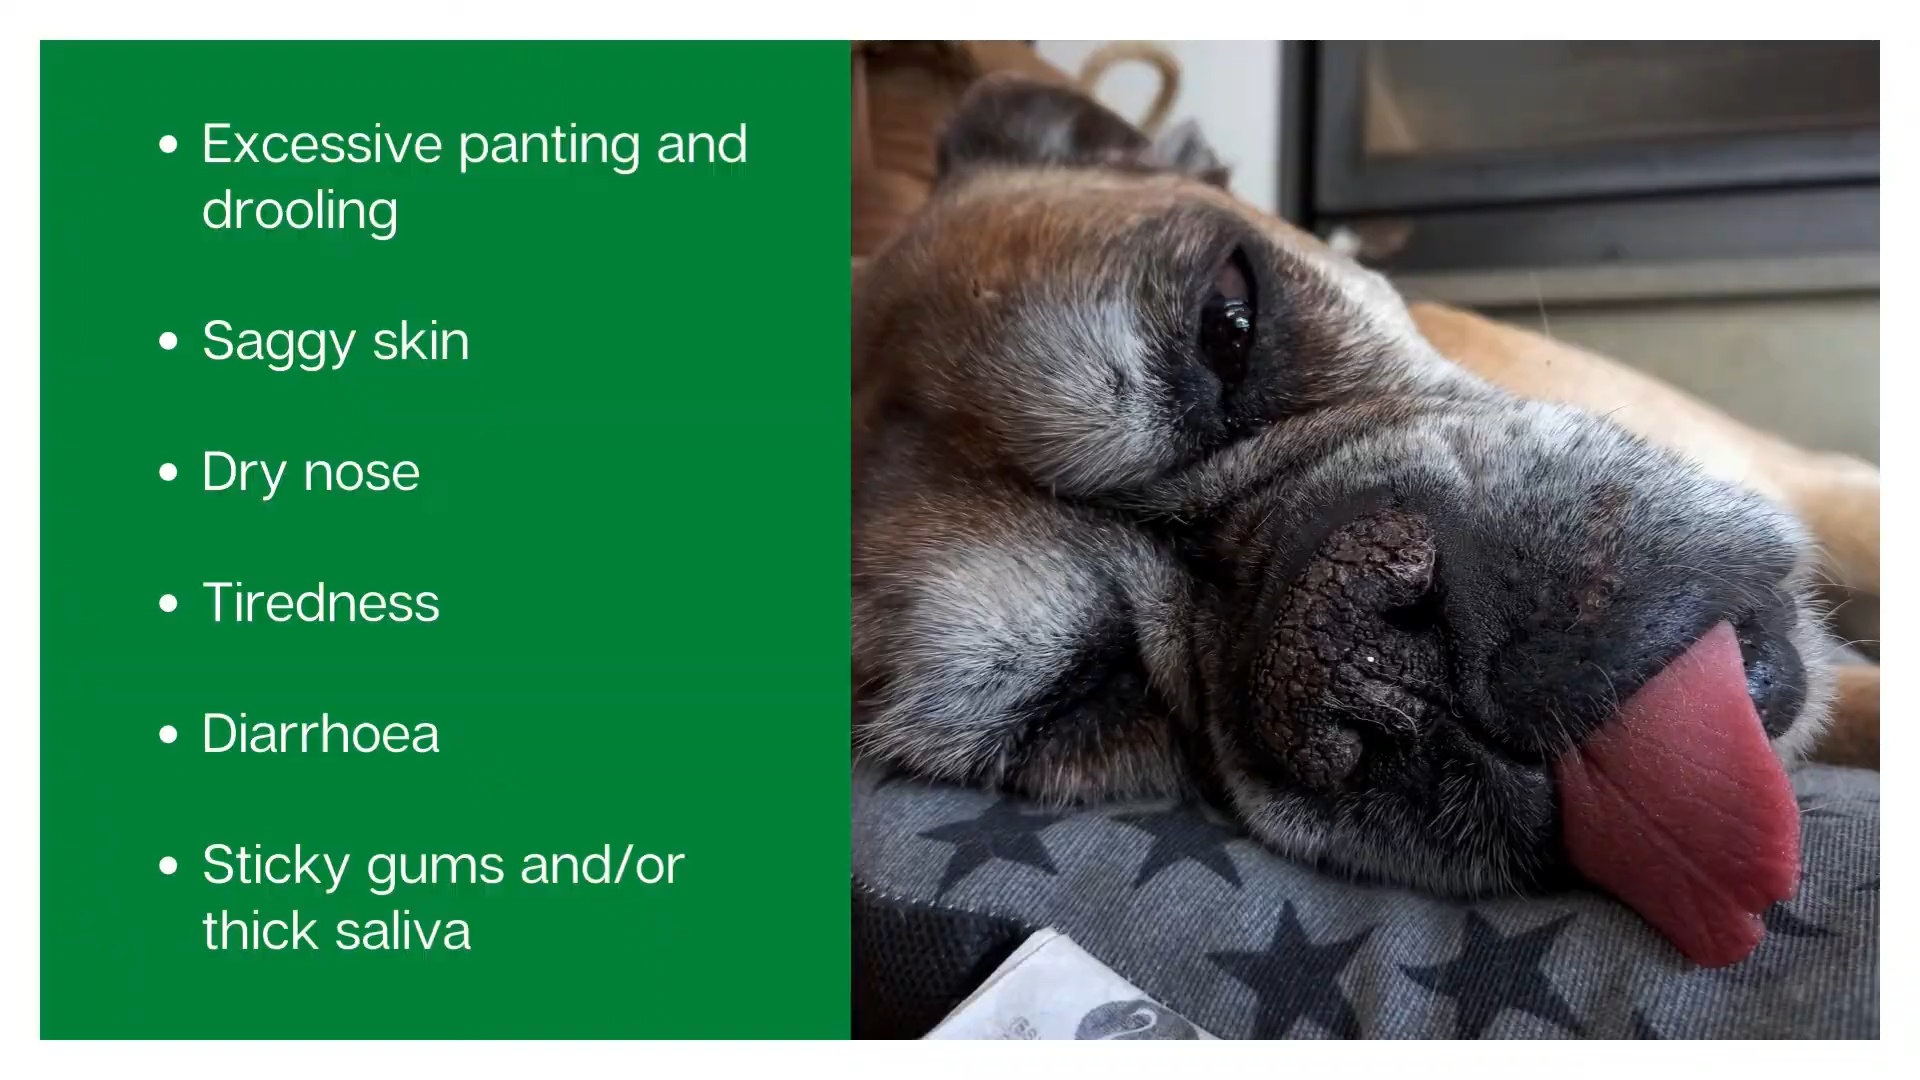 • Excessive panting and
drooling
• Saggy skin
• Dry nose
• Tiredness
• Diarrhoea
• Sticky gums and/or
thick saliva